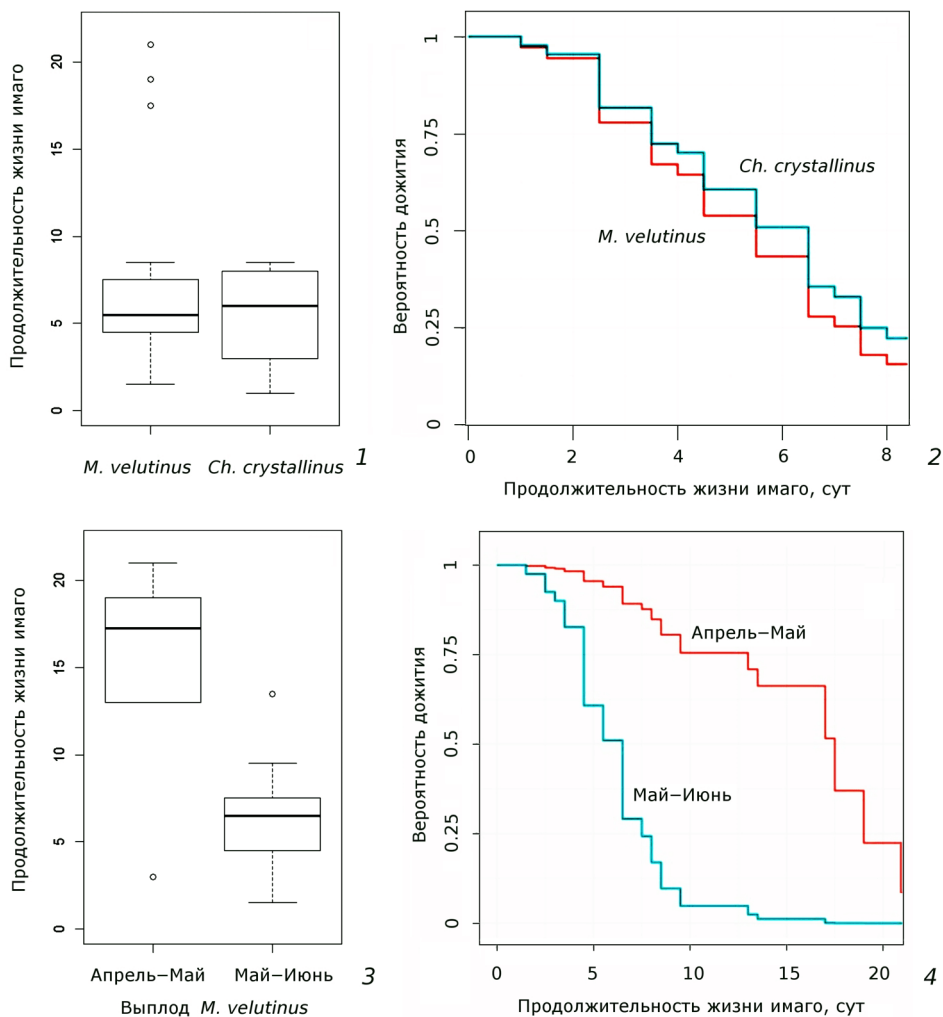 Продолжительность жизни имаго
20
15
10
5
0
M. velutinus
Ch. crystallinus
1
Вероятность дожития
1
0.75
0.5
0.25
0
Ch. crystallinus
M. velutinus
0
2
4
6
8
Продолжительность жизни имаго, сут
2
Продолжительность жизни имаго
20
15
10
5
0
Апрель–Май
Май–Июнь
Выплод M. velutinus
3
Вероятность дожития
1
0.75
0.5
0.25
0
Апрель–Май
Май–Июнь
0
5
10
15
20
Продолжительность жизни имаго, сут
4